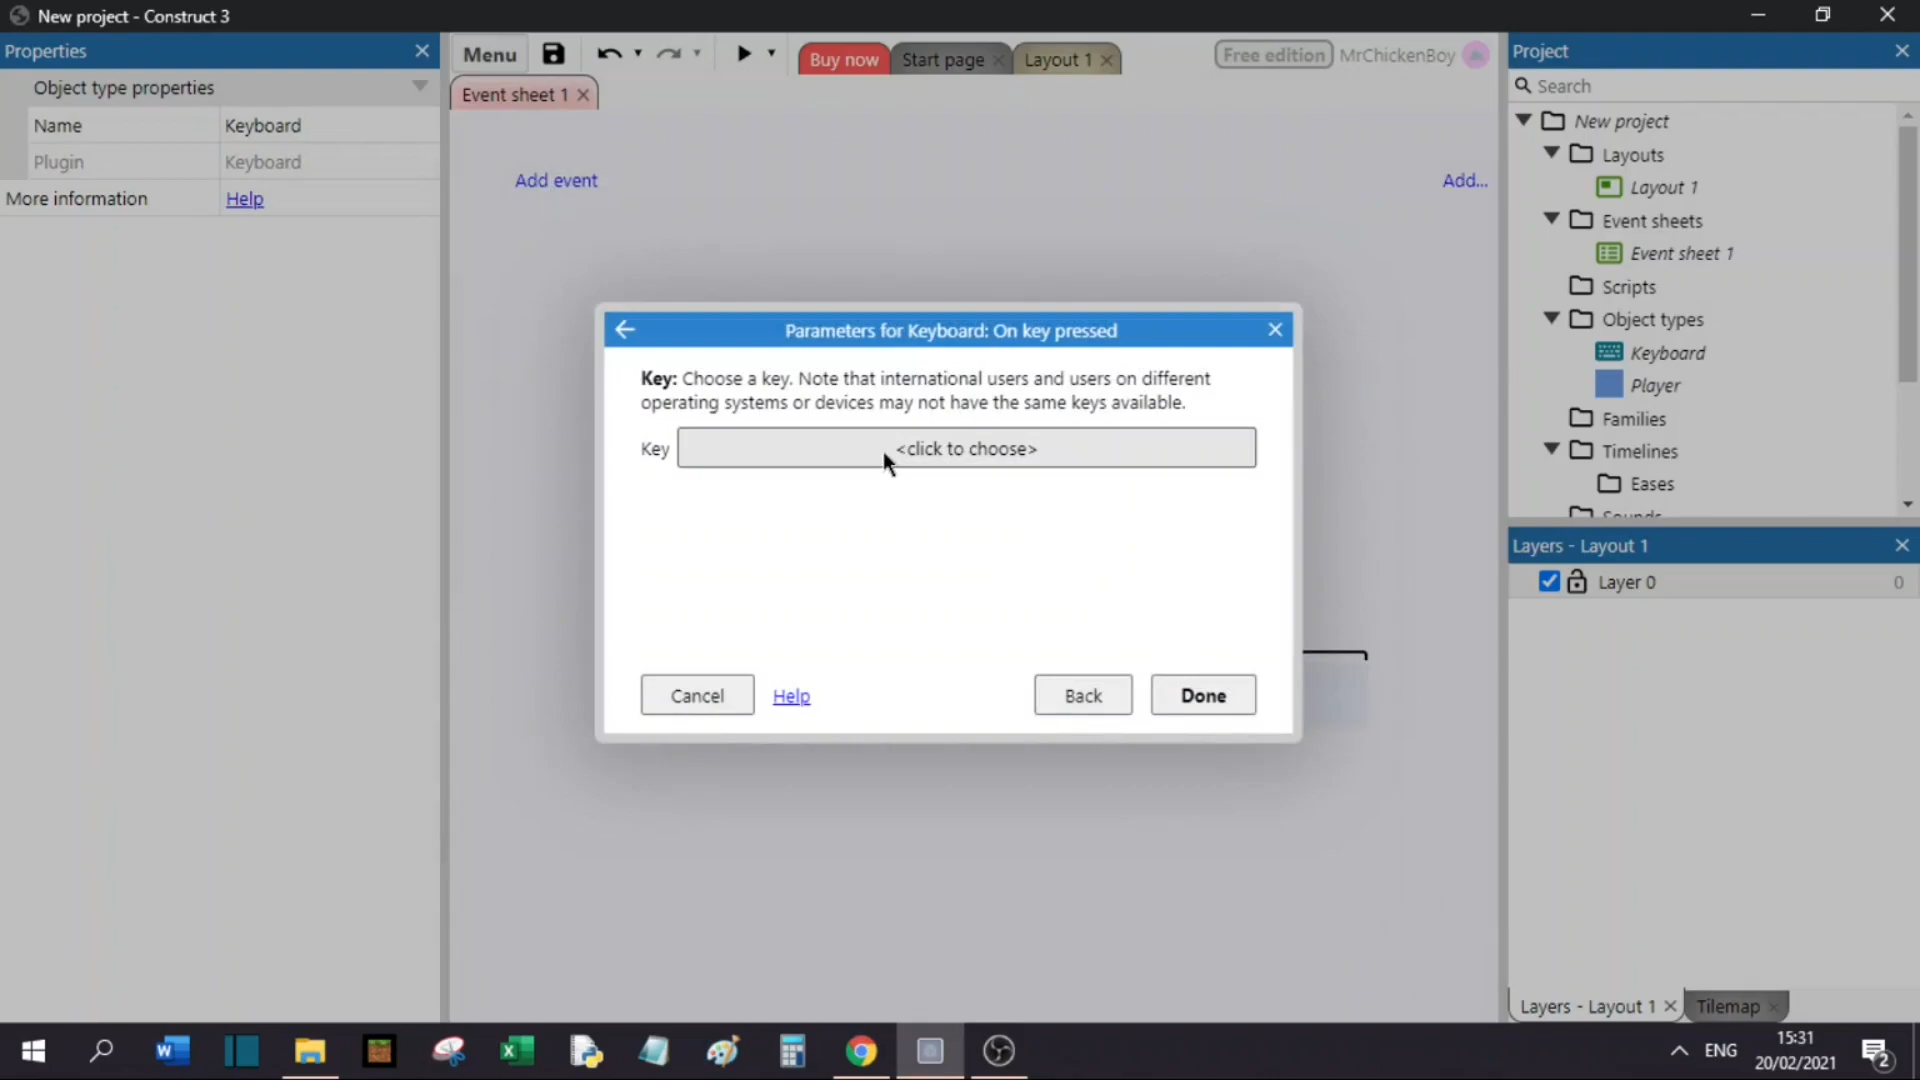 New project - Construct 3
Properties
Object type properties
Name Keyboard
Plugin Keyboard
More information Help
Menu
Buy now
Start page
Layout 1
Free edition
MrChickenBoy
Event sheet 1
Add event
Add...
Parameters for Keyboard: On key pressed
Key: Choose a key. Note that international users and users on different
operating systems or devices may not have the same keys available.
Key <click to choose>
Cancel
Help
Back
Done
Project
Search
New project
Layouts
Layout 1
Event sheets
Event sheet 1
Scripts
Object types
Keyboard
Player
Families
Timelines
Eases
Sounds
Layers - Layout 1
Layer 0 0
Layers - Layout 1
Tilemap
ENG
15:31
20/02/2021
2